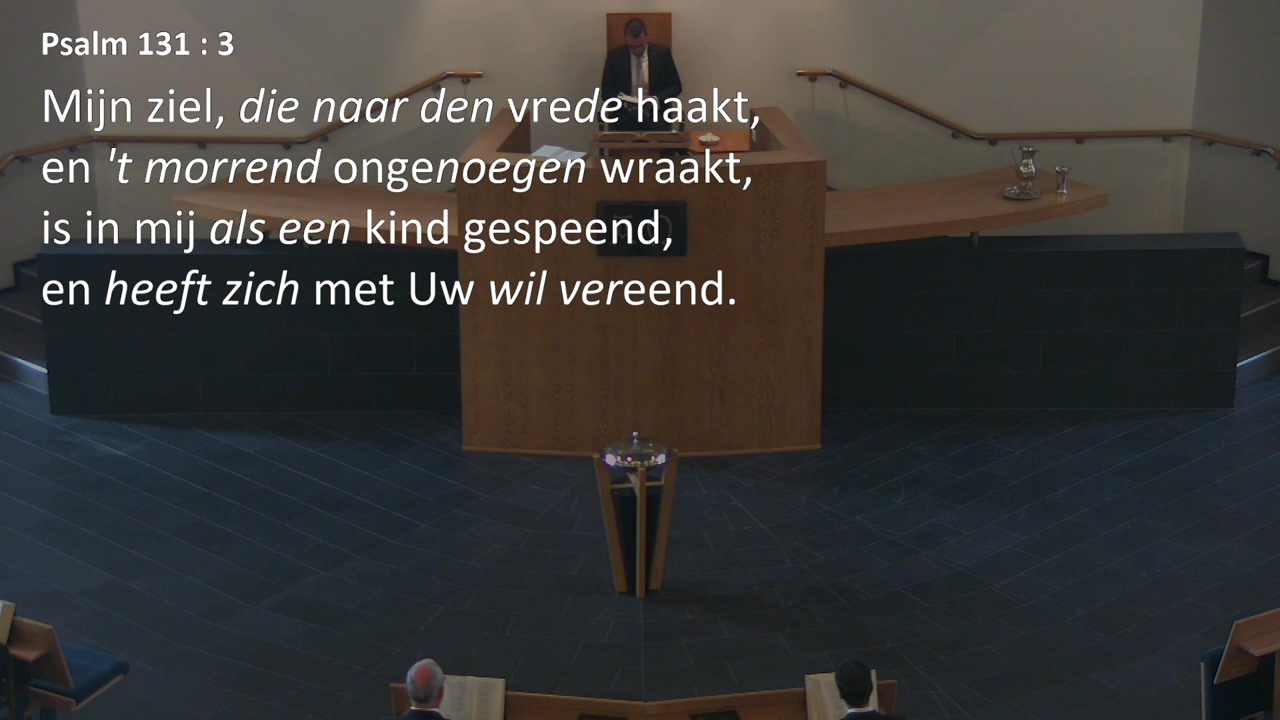 Psalm 131 : 3
Mijn ziel, die naar den vrede haakt,
en 't morrend ongenoegen wraakt,
is in mij als een kind gespeend,
en heeft zich met Uw wil vereend.